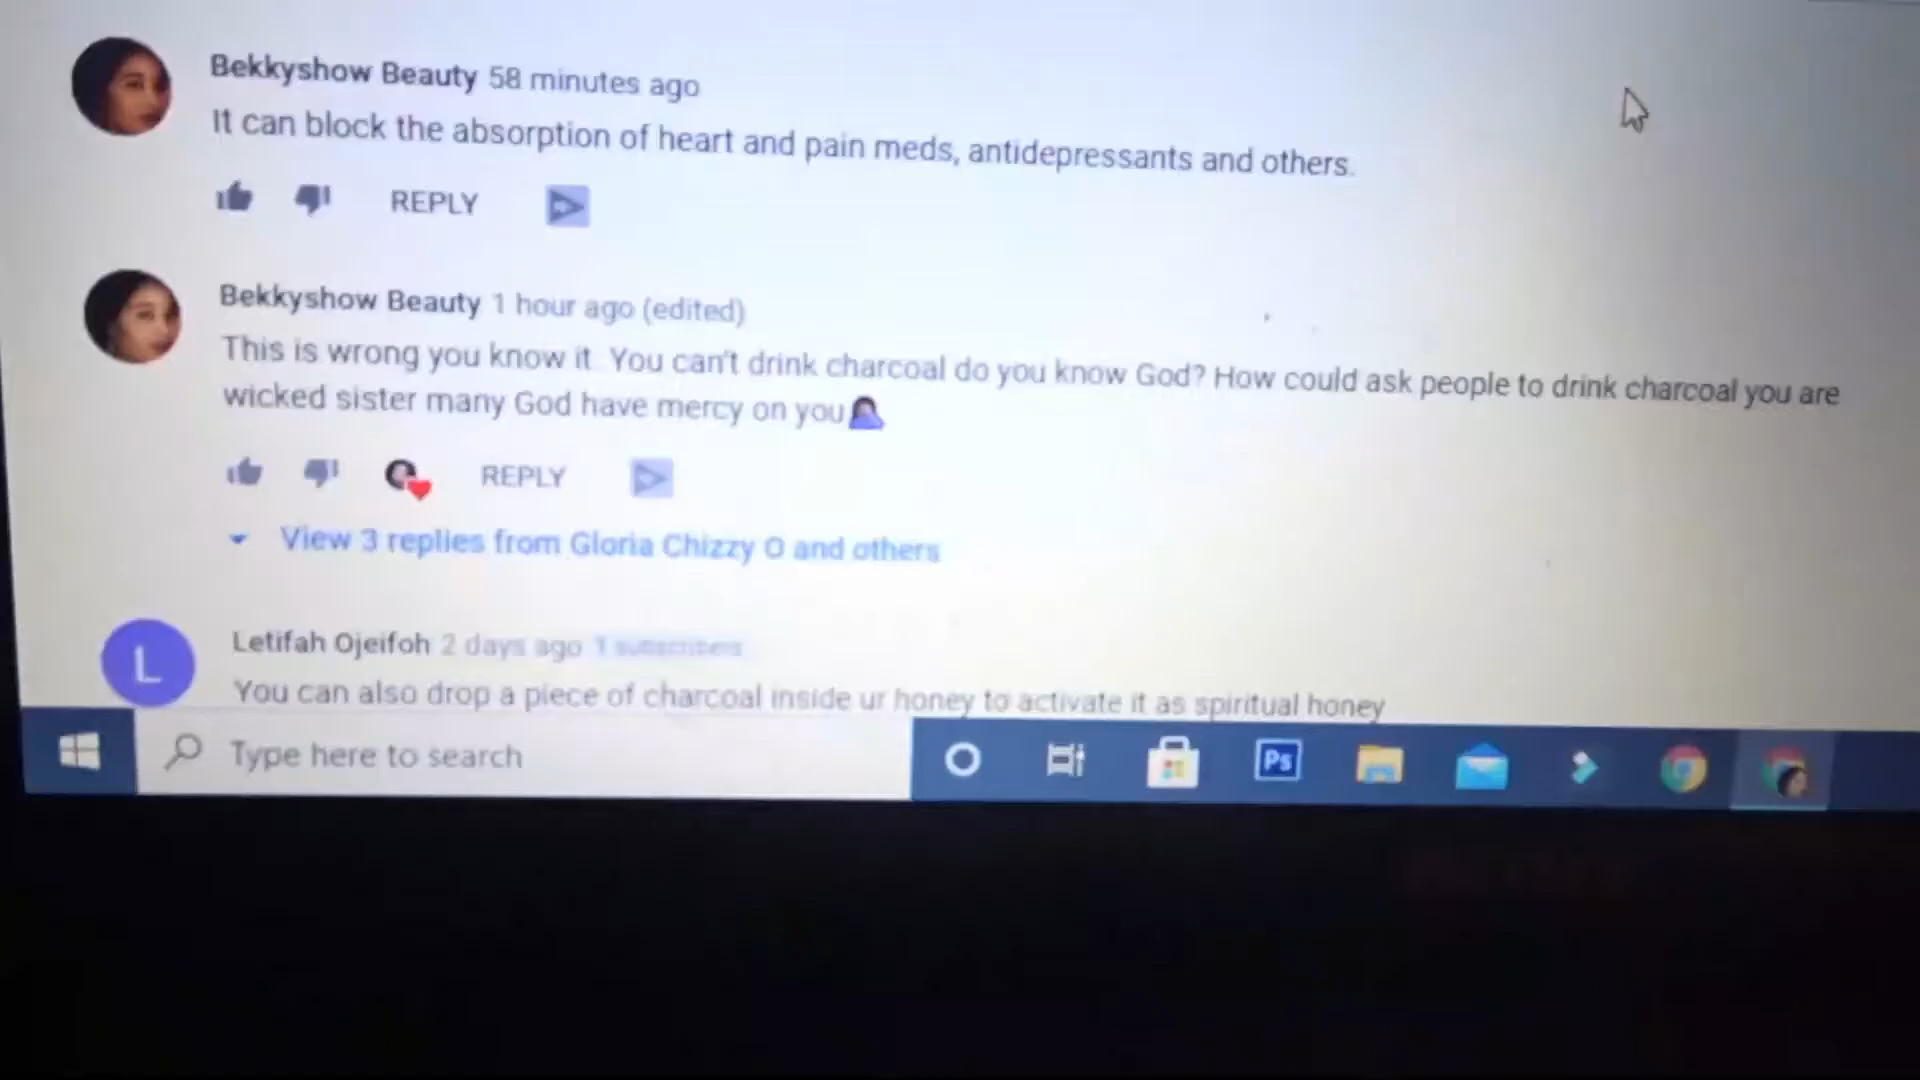 Bekkyshow Beauty 58 minutes ago
It can block the absorption of heart and pain meds, antidepressants and others.
REPLY
Bekkyshow Beauty 1 hour ago (edited)
This is wrong you know it. You can't drink charcoal do you know God? How could ask people to drink charcoal you are
wicked sister many God have mercy on you
REPLY
View 3 replies from Gloria Chizzy O and others
L
Letifah Ojeifoh 2 days ago 1 subscribers
You can also drop a piece of charcoal inside ur honey to activate it as spiritual honey
Type here to search
Ps